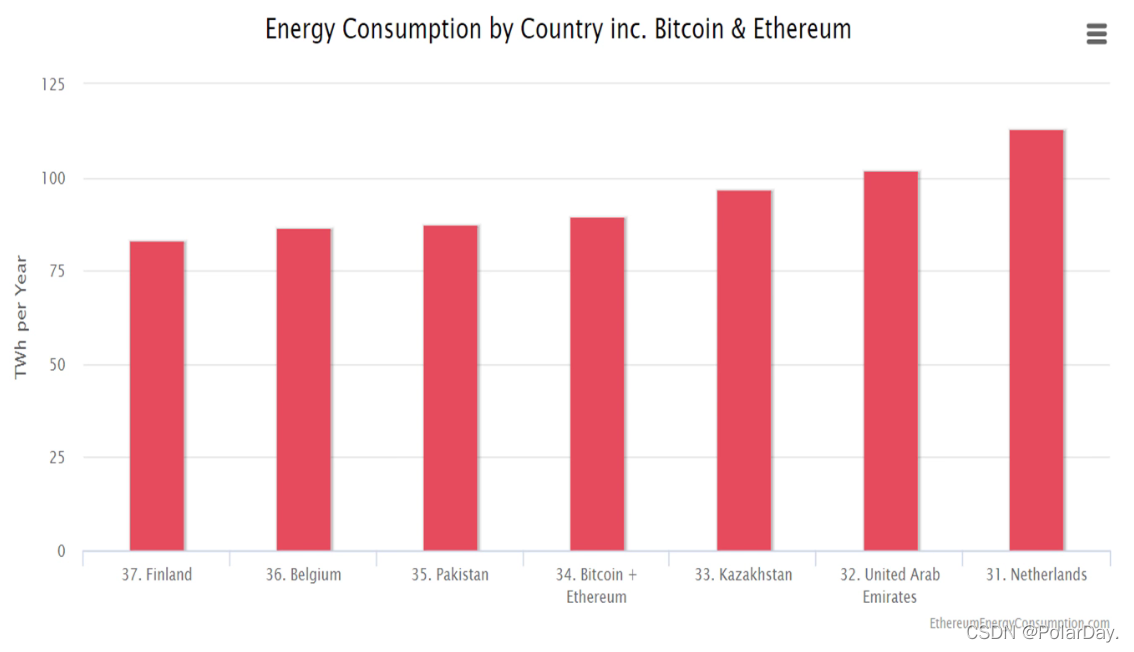 Energy Consumption by Country inc. Bitcoin & Ethereum
125
100
75
50
25
0
TWh per Year
37. Finland
36. Belgium
35. Pakistan
34. Bitcoin +
Ethereum
33. Kazakhstan
32. United Arab
Emirates
31. Netherlands
EthereumEnergyConsumption.com
CSDN @PolarDay.